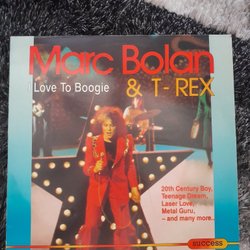 Marc Bolan
I Love To Boogie
& T-REX
20th Century Boy,
Teenage Dream,
Laser Love,
Metal Guru,
– and many more..
success